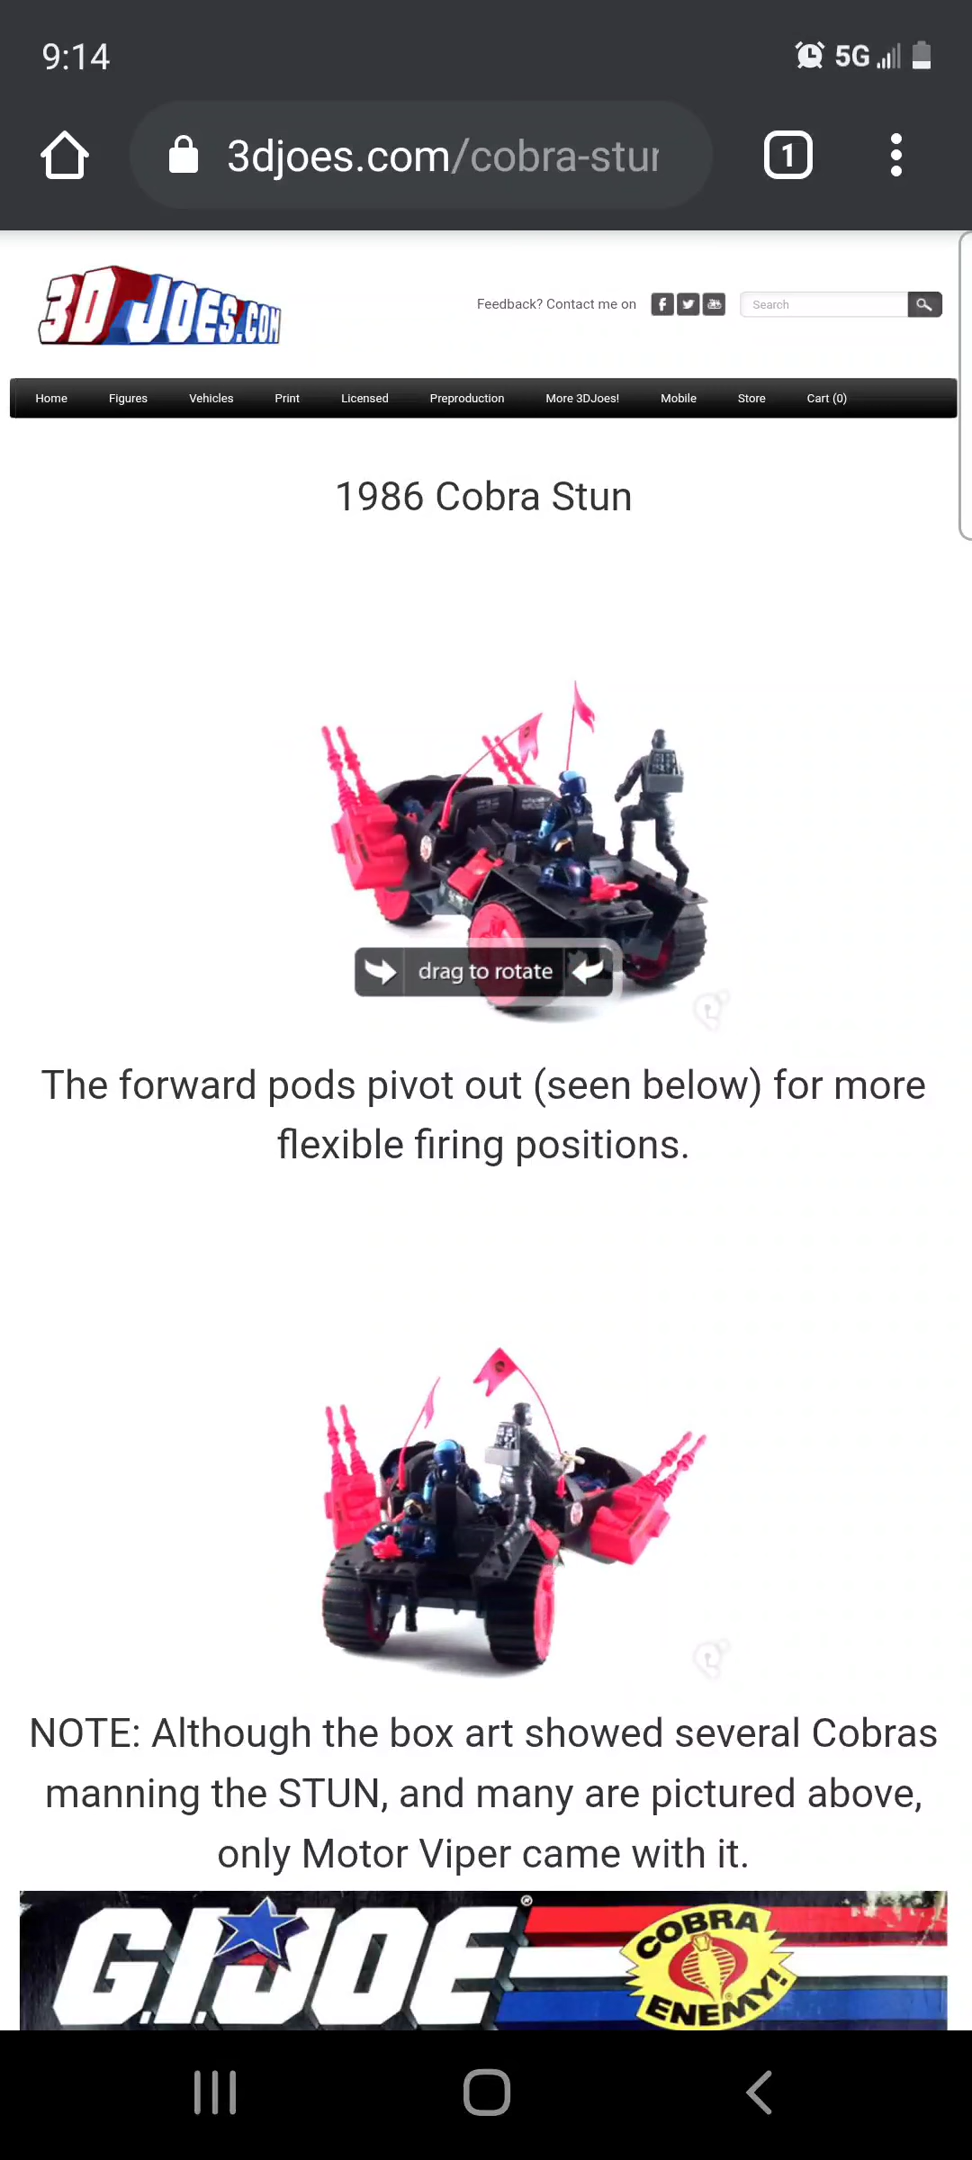 9:14
5G
3djoes.com/cobra-stur
1
3D JOES.COM
Feedback? Contact me on
Search
Home Figures Vehicles Print Licensed Preproduction More 3DJoes! Mobile Store Cart (0)
1986 Cobra Stun
drag to rotate
The forward pods pivot out (seen below) for more
flexible firing positions.
NOTE: Although the box art showed several Cobras
manning the STUN, and many are pictured above,
only Motor Viper came with it.
G.I.JOE
COBRA
ENEMY!